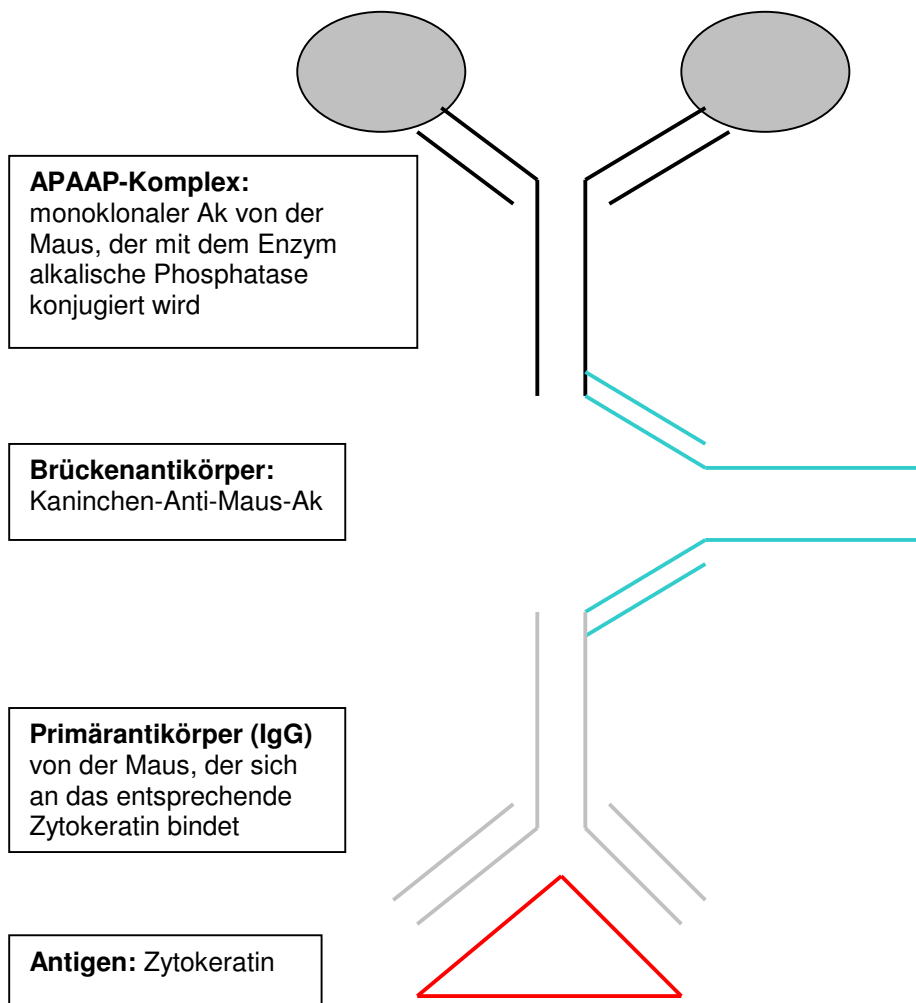 APAAP-Komplex:
monoklonaler Ak von der
Maus, der mit dem Enzym
alkalische Phosphatase
konjugiert wird
Brückenantikörper:
Kaninchen-Anti-Maus-Ak
Primärantikörper (IgG)
von der Maus, der sich
an das entsprechende
Zytokeratin bindet
Antigen: Zytokeratin